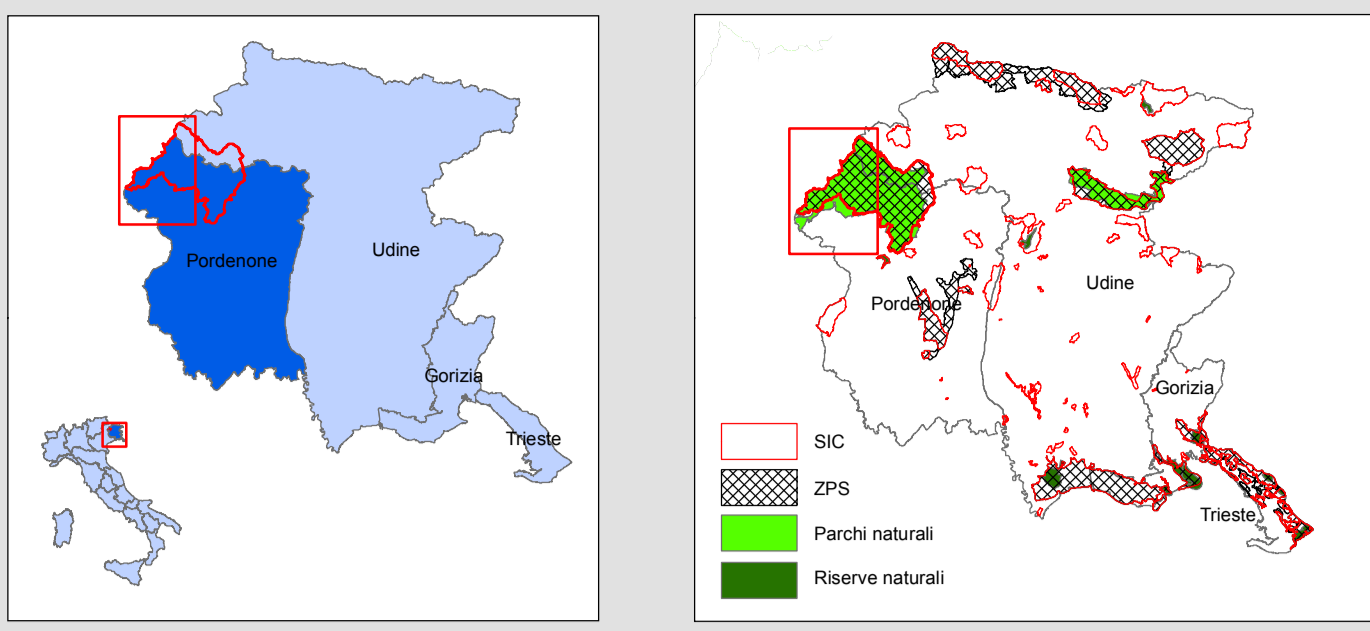 Udine
Pordenone
Gorizia
Trieste
Udine
Pordenone
Gorizia
SIC
ZPS
Trieste
Parchi naturali
Riserve naturali